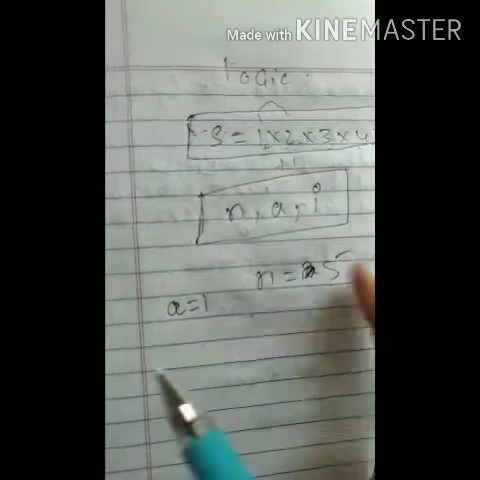 Made with KINEMASTER
Logic.
S = 1x2x3x4
n, a, i
n = 5
a=1